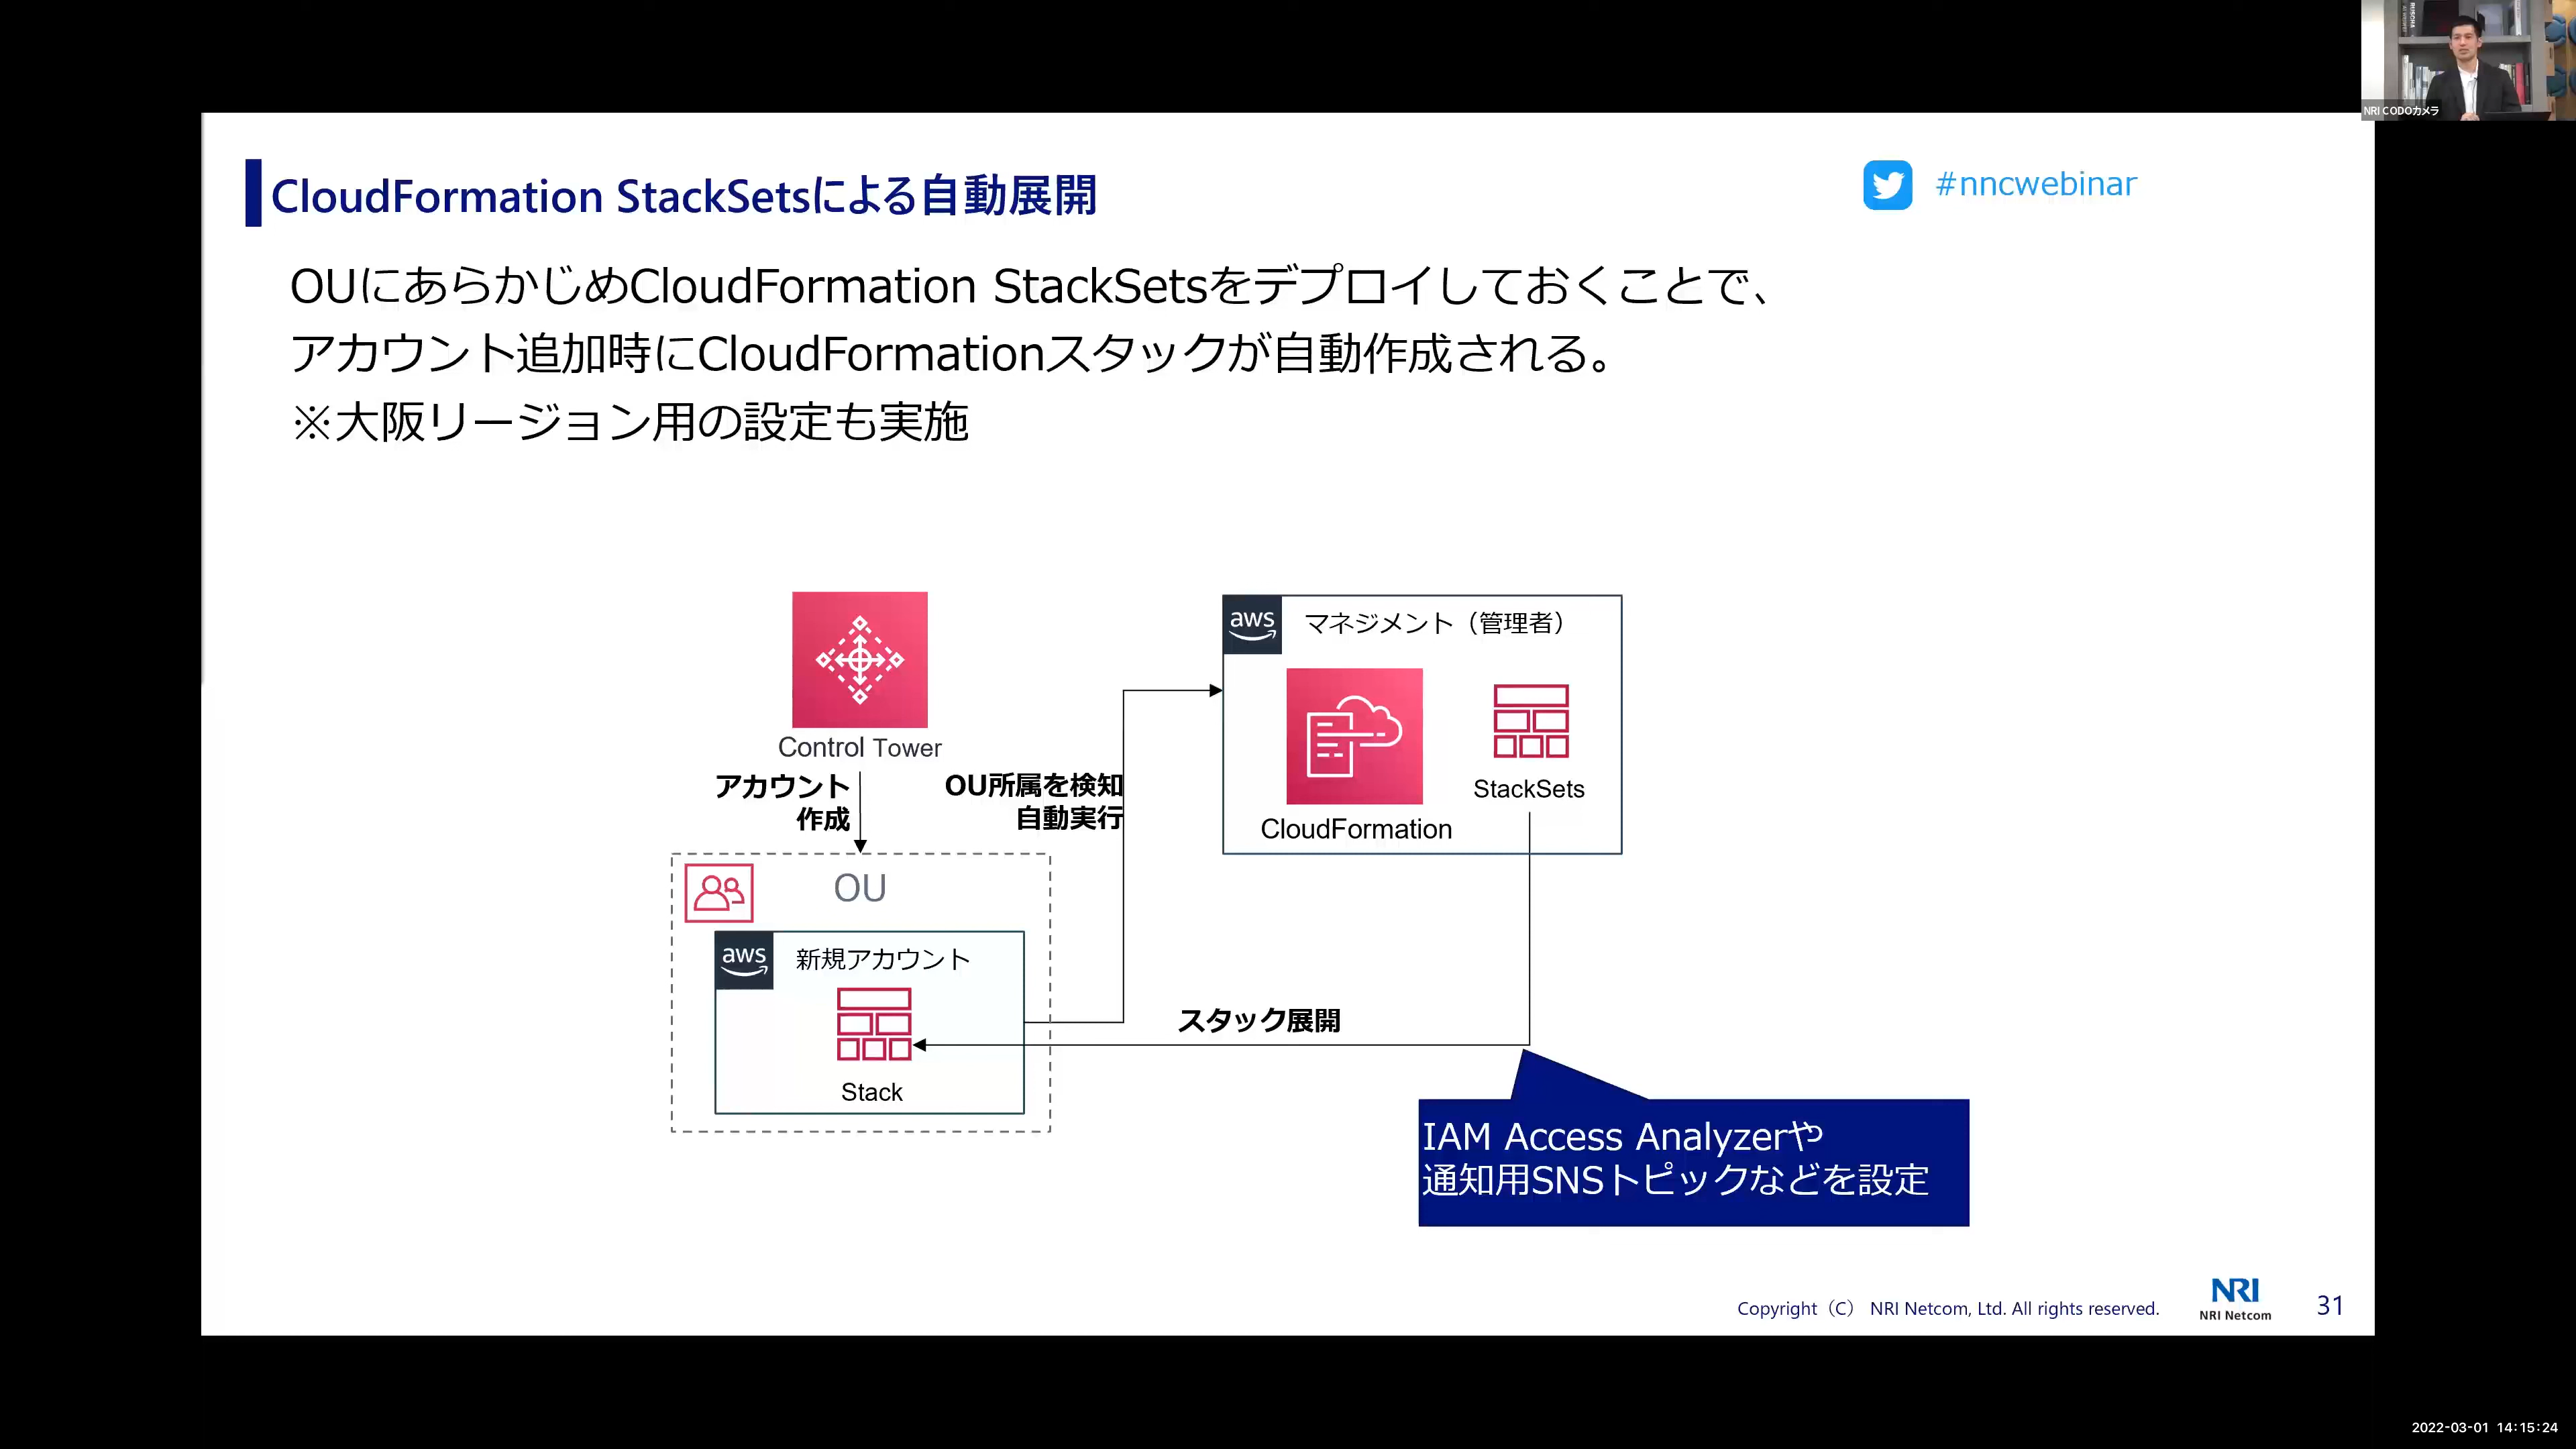 NRI CODOカメラ
CloudFormation StackSetsによる自動展開
#nncwebinar
OUにあらかじめCloudFormation StackSetsをデプロイしておくことで、
アカウント追加時にCloudFormationスタックが自動作成される。
※大阪リージョン用の設定も実施
aws
マネジメント（管理者）
Control Tower
StackSets
CloudFormation
アカウント
作成
OU所属を検知
自動実行
OU
aws
新規アカウント
Stack
スタック展開
IAM Access Analyzerや
通知用SNSトピックなどを設定
Copyright（C） NRI Netcom, Ltd. All rights reserved.
NRI
NRI Netcom
31
2022-03-01 14:15:24